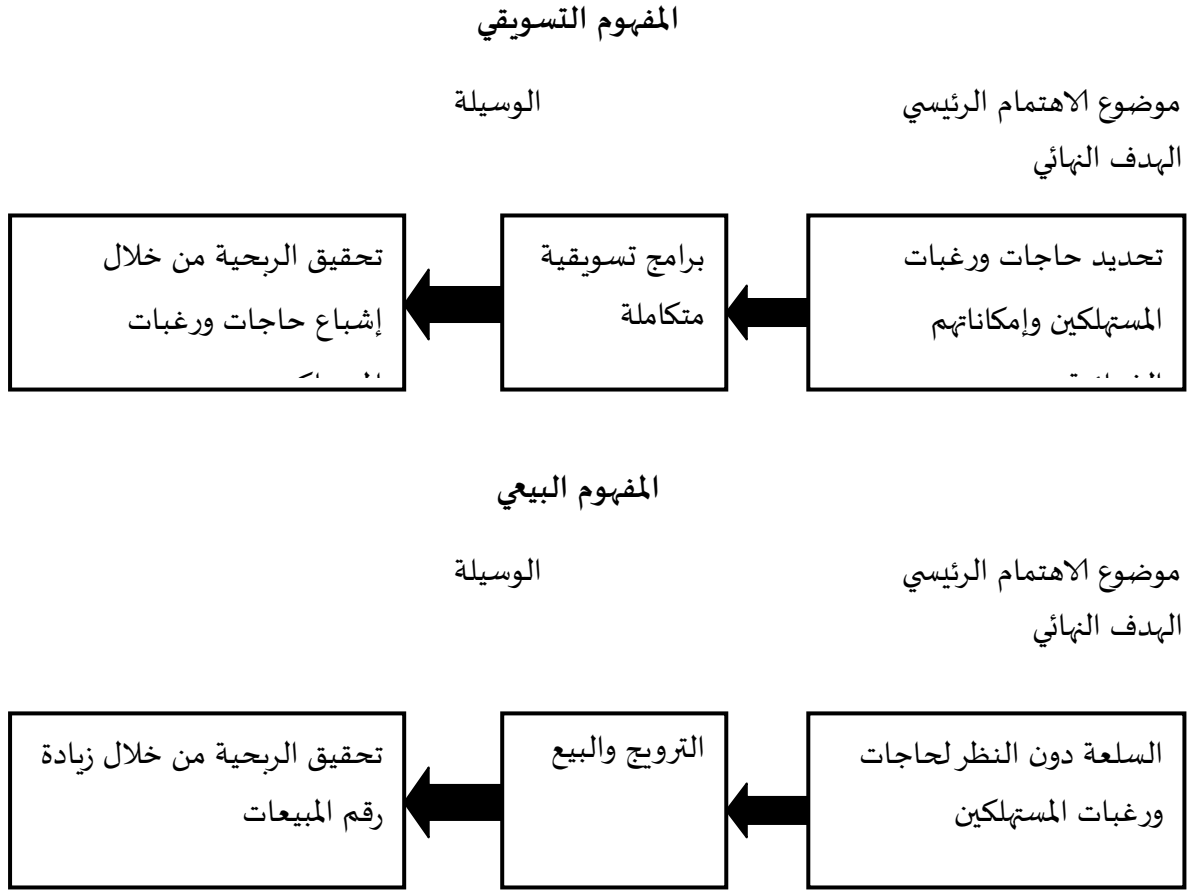 المفهوم التسويقي
موضوع الاهتمام الرئيسي الوسيلة
الهدف النهائي
تحديد حاجات ورغبات
المستهلكين وإمكاناتهم
برامج تسويقية
متكاملة
تحقيق الربحية من خلال
إشباع حاجات ورغبات
المفهوم البيعي
موضوع الاهتمام الرئيسي الوسيلة
الهدف النهائي
السلعة دون النظر لحاجات
ورغبات المستهلكين
الترويج والبيع
تحقيق الربحية من خلال زيادة
رقم المبيعات